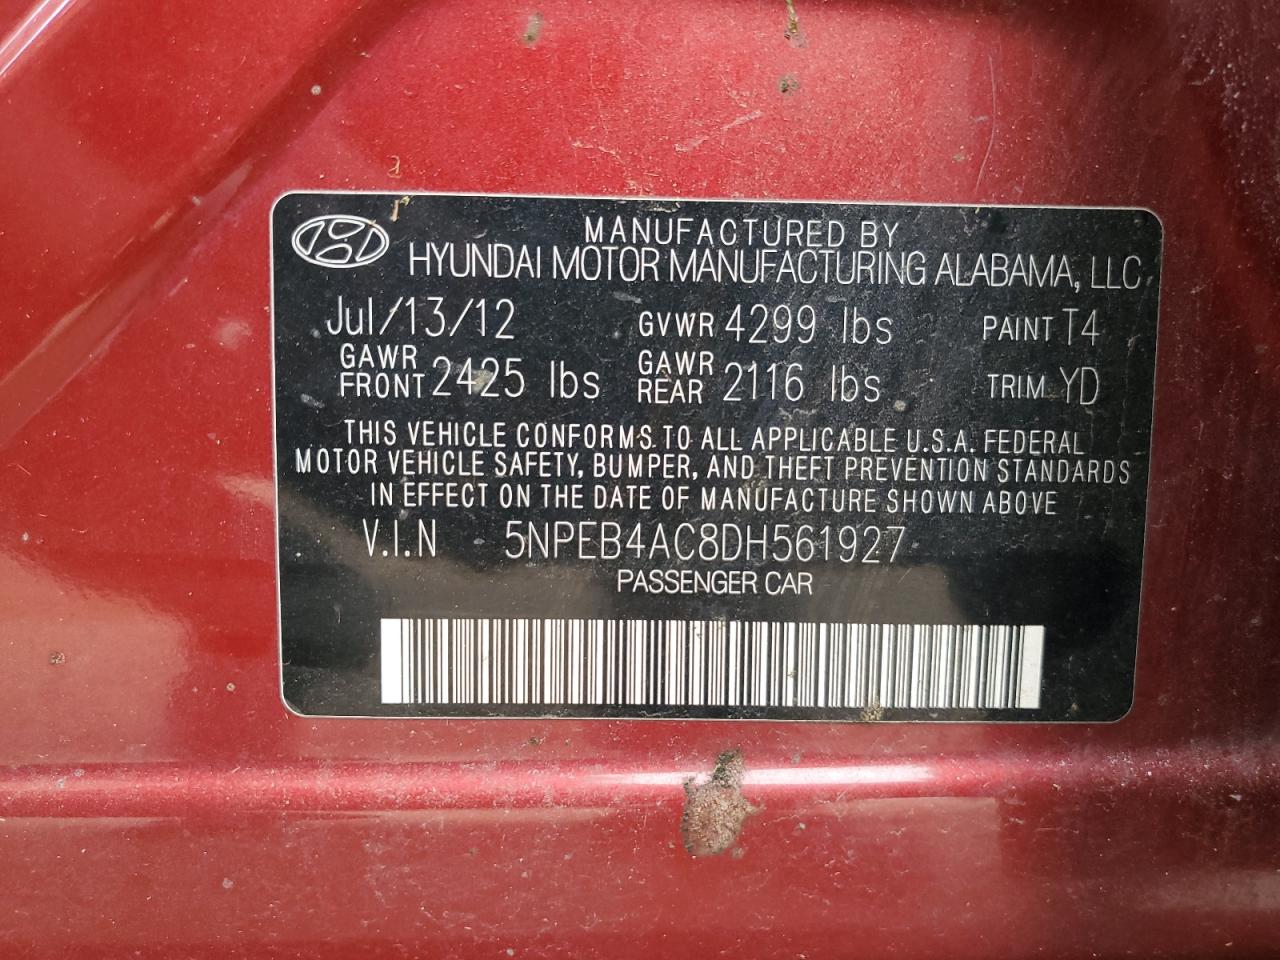 MANUFACTURED BY
HYUNDAI MOTOR MANUFACTURING ALABAMA, LLC
Jul/13/12 GVWR 4299 lbs PAINT T4
GAWR FRONT 2425 lbs GAWR REAR 2116 lbs TRIM YD
THIS VEHICLE CONFORMS TO ALL APPLICABLE U.S.A. FEDERAL
MOTOR VEHICLE SAFETY, BUMPER, AND THEFT PREVENTION STANDARDS
IN EFFECT ON THE DATE OF MANUFACTURE SHOWN ABOVE
V.I.N 5NPEB4AC8DH561927
PASSENGER CAR